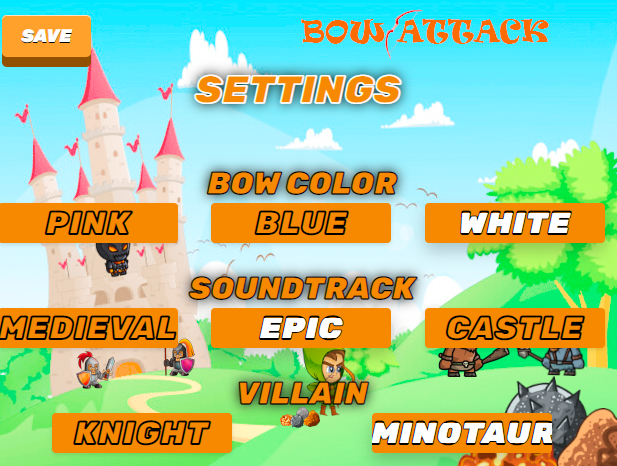 SAVE
BOW ATTACK
SETTINGS
BOW COLOR
PINK BLUE WHITE
SOUNDTRACK
MEDIEVAL EPIC CASTLE
VILLAIN
KNIGHT MINOTAUR